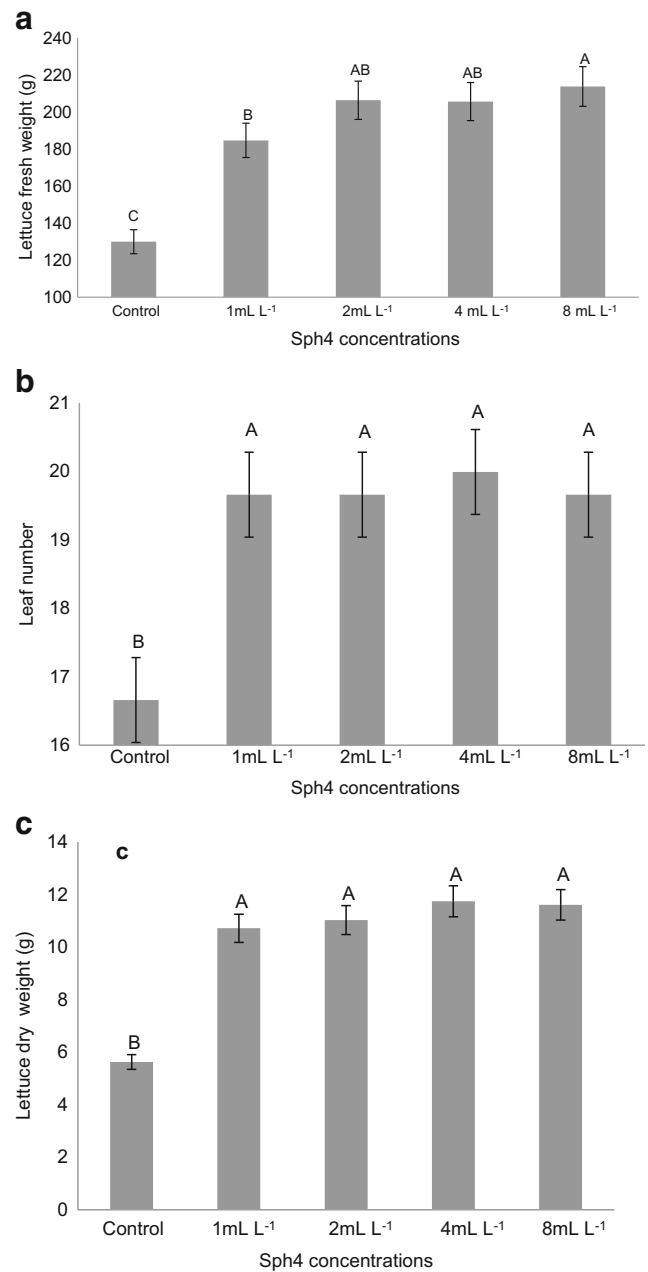 a
Lettuce fresh weight (g)
240
220
200
180
160
140
120
100
C
B
AB
AB
A
Control 1mL L⁻¹ 2mL L⁻¹ 4 mL L⁻¹ 8 mL L⁻¹
Sph4 concentrations
b
Leaf number
21
20
19
18
17
16
B
A
A
A
A
Control 1mL L⁻¹ 2mL L⁻¹ 4mL L⁻¹ 8mL L⁻¹
Sph4 concentrations
c
c
Lettuce dry weight (g)
14
12
10
8
6
4
2
0
B
A
A
A
A
Control 1mL L⁻¹ 2mL L⁻¹ 4mL L⁻¹ 8mL L⁻¹
Sph4 concentrations